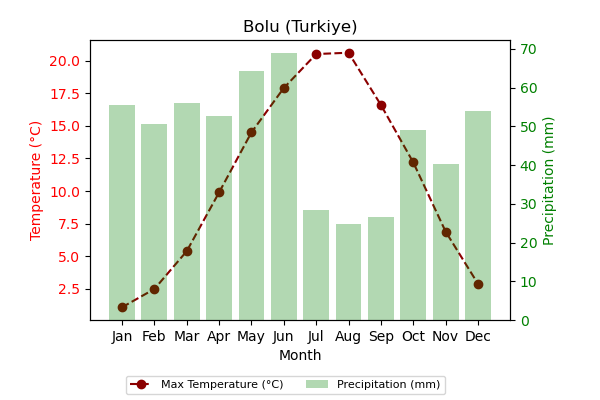 Bolu (Turkiye)
20.0
17.5
15.0
12.5
10.0
7.5
5.0
2.5
Temperature (°C)
70
60
50
40
30
20
10
0
Precipitation (mm)
Jan Feb Mar Apr May Jun Jul Aug Sep Oct Nov Dec
Month
Max Temperature (°C) Precipitation (mm)